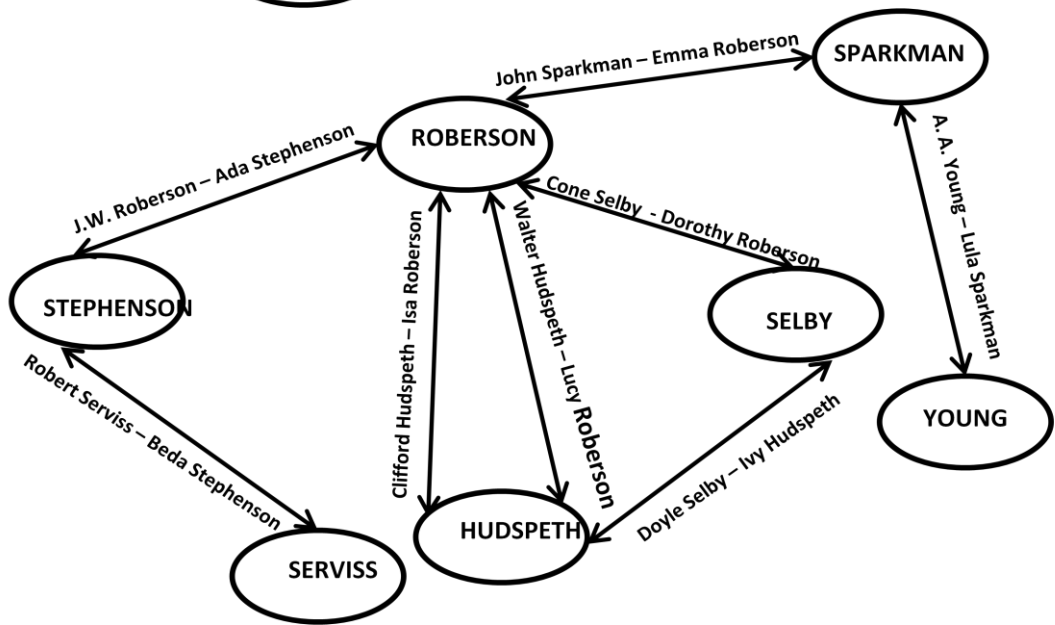 SPARKMAN
John Sparkman – Emma Roberson
ROBERSON
A. A. Young – Lula Sparkman
J.W. Roberson – Ada Stephenson
Cone Selby - Dorothy Roberson
Clifford Hudspeth – Isa Roberson
Walter Hudspeth – Lucy Roberson
STEPHENSON
SELBY
Robert Serviss – Beda Stephenson
Doyle Selby – Ivy Hudspeth
YOUNG
HUDSPETH
SERVISS